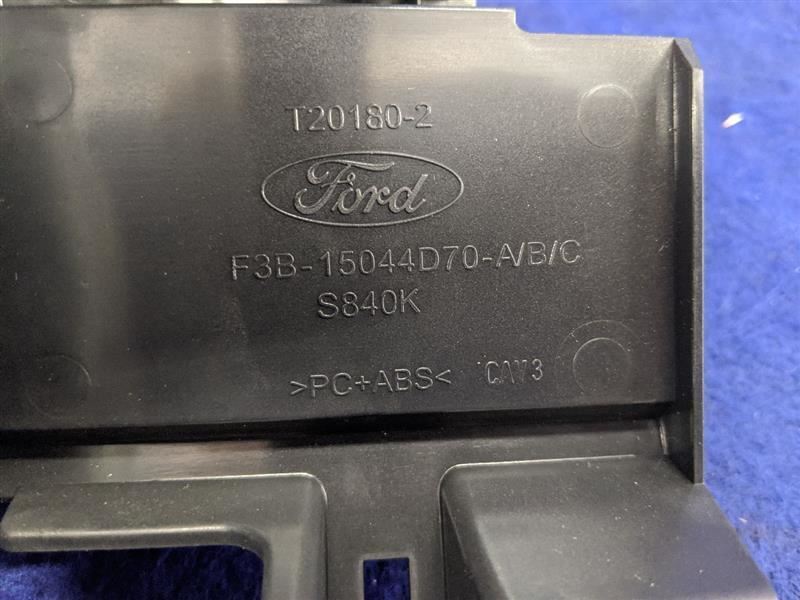 T20180-2
Ford
F3B-15044D70-A/B/C
S840K
>PC+ABS< CAV3